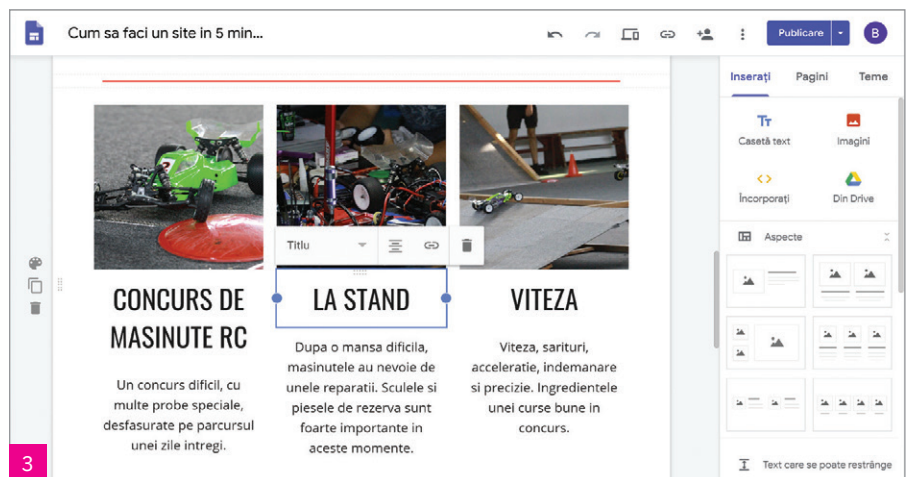 Cum sa faci un site in 5 min...
Publicare
B
Inserați
Pagini
Teme
Casetă text
Imagini
Încorporați
Din Drive
Aspecte
Titlu
CONCURS DE
MASINUTE RC
Un concurs dificil, cu
multe probe speciale,
desfasurate pe parcursul
unei zile intregi.
LA STAND
Dupa o mansa dificila,
masinutele au nevoie de
unele reparatii. Sculele si
piesele de rezerva sunt
foarte importante in
aceste momente.
VITEZA
Viteza, sarituri,
acceleratie, indemanare
si precizie. Ingredientele
unei curse bune in
concurs.
Text care se poate restrânge
3